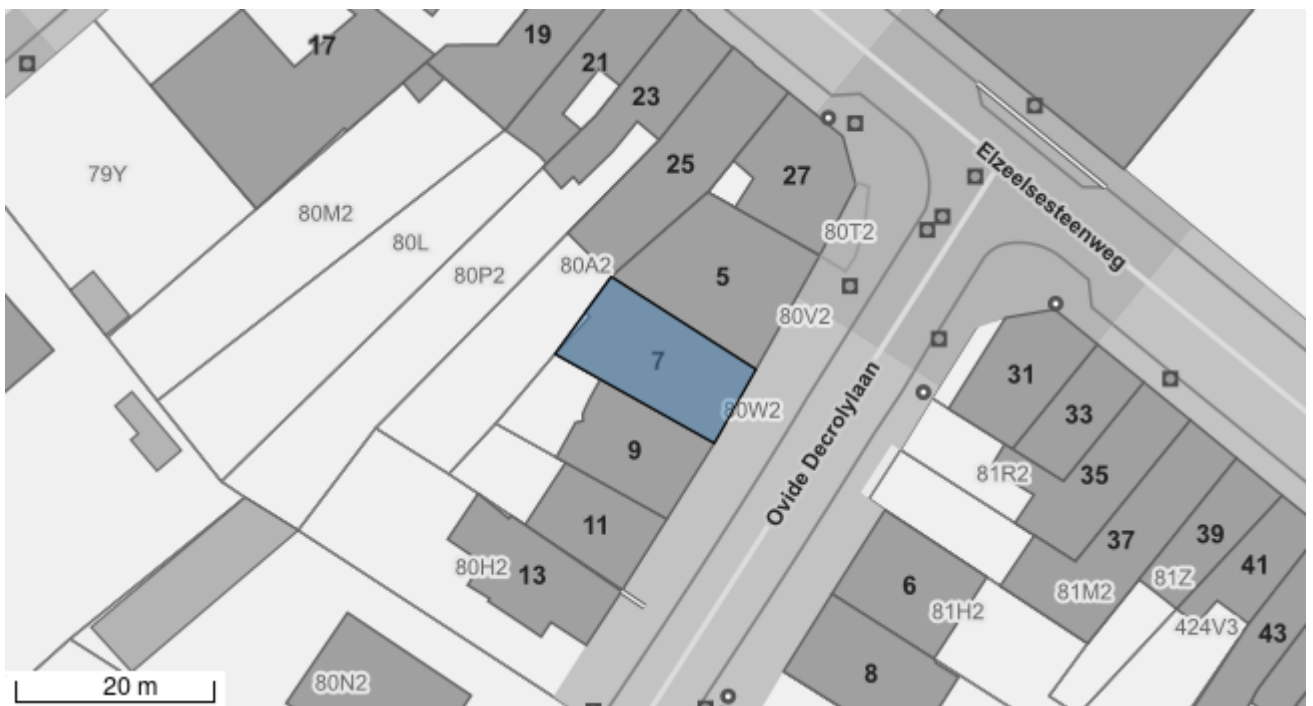 17
19
21
23
25
27
79Y
80M2
80L
80P2
80A2
80T2
Elzeelsesteenweg
5
80V2
7
80W2
9
11
13
80H2
80N2
Ovide Decrolylaan
31
33
35
37
39
41
43
81R2
81M2
81Z
424V3
6
81H2
8
20 m